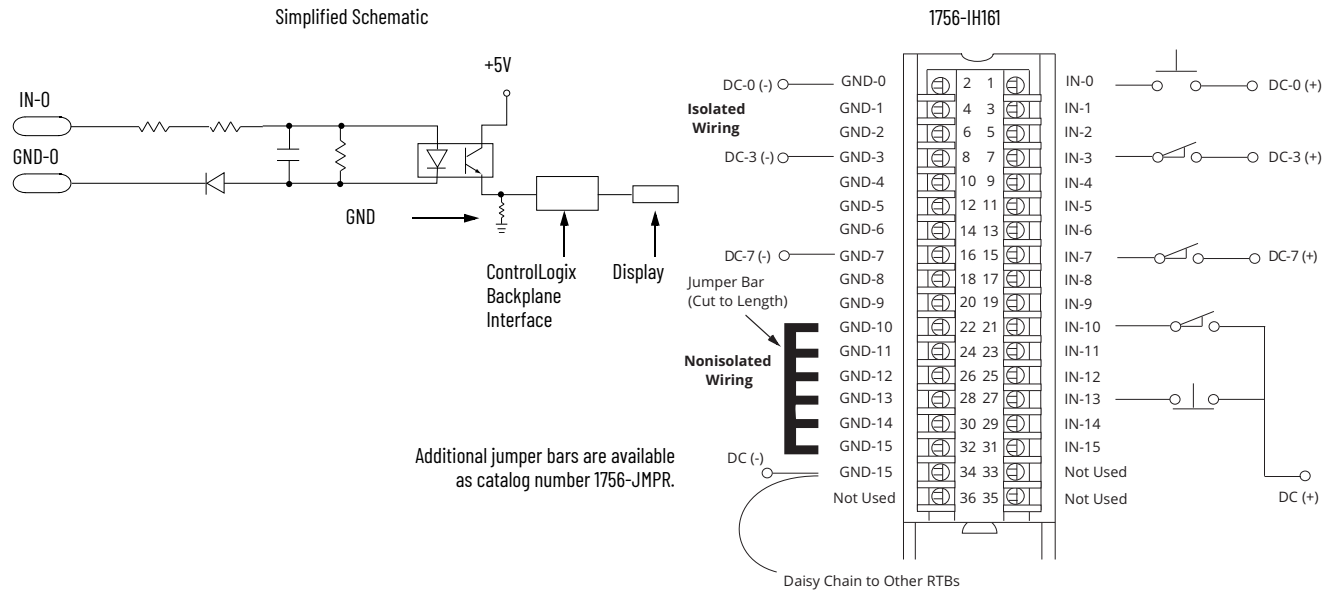 Simplified Schematic
+5V
IN-0
GND-0
GND
ControlLogix
Backplane
Interface
Display
Additional jumper bars are available
as catalog number 1756-JMPR.
1756-IH161
DC-0 (-)
GND-0
2 1
IN-0
DC-0 (+)
Isolated
Wiring
GND-1
4 3
IN-1
GND-2
6 5
IN-2
DC-3 (-)
GND-3
8 7
IN-3
DC-3 (+)
GND-4
10 9
IN-4
GND-5
12 11
IN-5
GND-6
14 13
IN-6
DC-7 (-)
GND-7
16 15
IN-7
DC-7 (+)
Jumper Bar
(Cut to Length)
GND-8
18 17
IN-8
GND-9
20 19
IN-9
GND-10
22 21
IN-10
Nonisolated
Wiring
GND-11
24 23
IN-11
GND-12
26 25
IN-12
GND-13
28 27
IN-13
GND-14
30 29
IN-14
GND-15
32 31
IN-15
DC (-)
GND-15
34 33
Not Used
Not Used
36 35
Not Used
DC (+)
Daisy Chain to Other RTBs